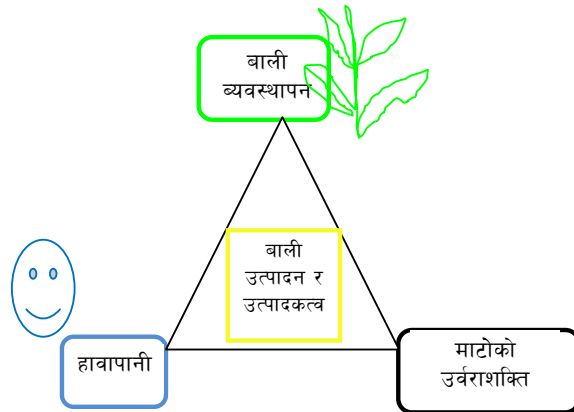 बाली
ब्यवस्थापन
बाली
उत्पादन र
उत्पादकत्व
हावापानी
माटोको
उर्वराशक्ति